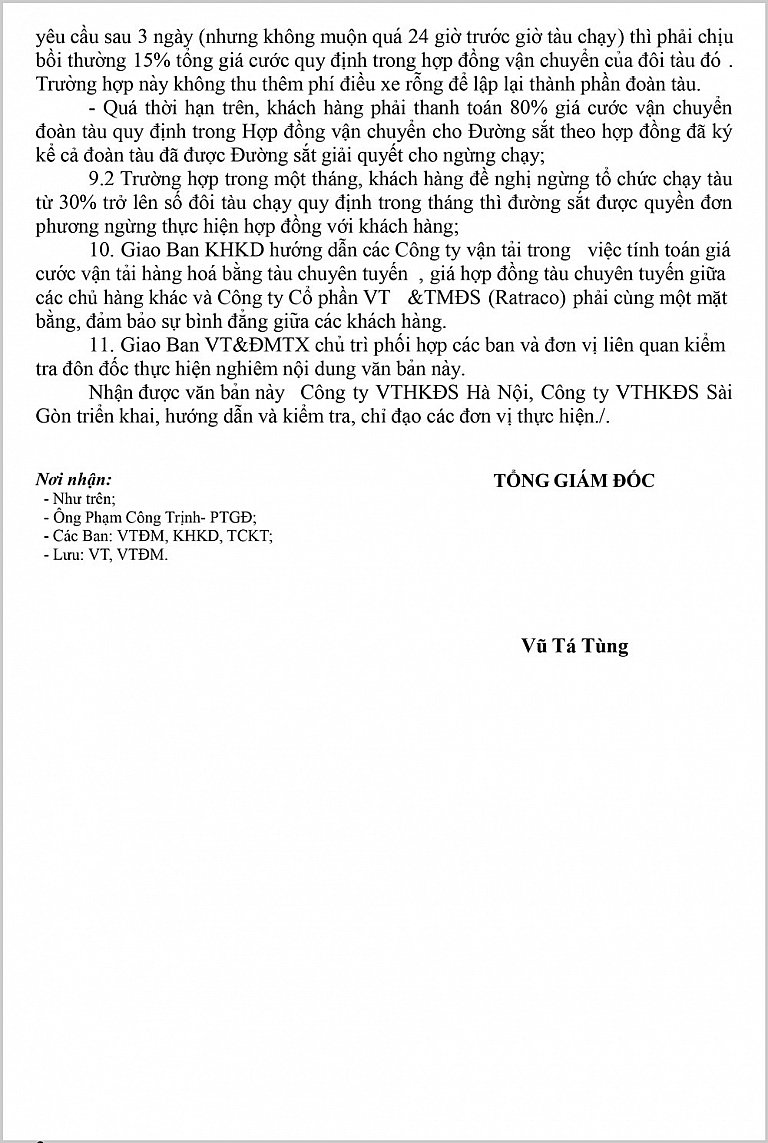 yêu cầu sau 3 ngày (nhưng không muộn quá 24 giờ trước giờ tàu chạy) thì phải chịu
bồi thường 15% tổng giá cước quy định trong hợp đồng vận chuyển của đôi tàu đó .
Trường hợp này không thu thêm phí điều xe rỗng để lập lại thành phần đoàn tàu.
- Quá thời hạn trên, khách hàng phải thanh toán 80% giá cước vận chuyển
đoàn tàu quy định trong Hợp đồng vận chuyển cho Đường sắt theo hợp đồng đã ký
kể cả đoàn tàu đã được Đường sắt giải quyết cho ngừng chạy;
9.2 Trường hợp trong một tháng, khách hàng đề nghị ngừng tổ chức chạy tàu
từ 30% trở lên số đôi tàu chạy quy định trong tháng thì đường sắt được quyền đơn
phương ngừng thực hiện hợp đồng với khách hàng;
10. Giao Ban KHKD hướng dẫn các Công ty vận tải trong việc tính toán giá
cước vận tải hàng hoá bằng tàu chuyên tuyến , giá hợp đồng tàu chuyên tuyến giữa
các chủ hàng khác và Công ty Cổ phần VT &TMĐS (Ratraco) phải cùng một mặt
bằng, đảm bảo sự bình đẳng giữa các khách hàng.
11. Giao Ban VT&ĐMTX chủ trì phối hợp các ban và đơn vị liên quan kiểm
tra đôn đốc thực hiện nghiêm nội dung văn bản này.
Nhận được văn bản này Công ty VTHKĐS Hà Nội, Công ty VTHKĐS Sài
Gòn triển khai, hướng dẫn và kiểm tra, chỉ đạo các đơn vị thực hiện./.
Nơi nhận:
- Như trên;
- Ông Phạm Công Trịnh- PTGĐ;
- Các Ban: VTĐM, KHKD, TCKT;
- Lưu: VT, VTĐM.
TỔNG GIÁM ĐỐC
Vũ Tá Tùng